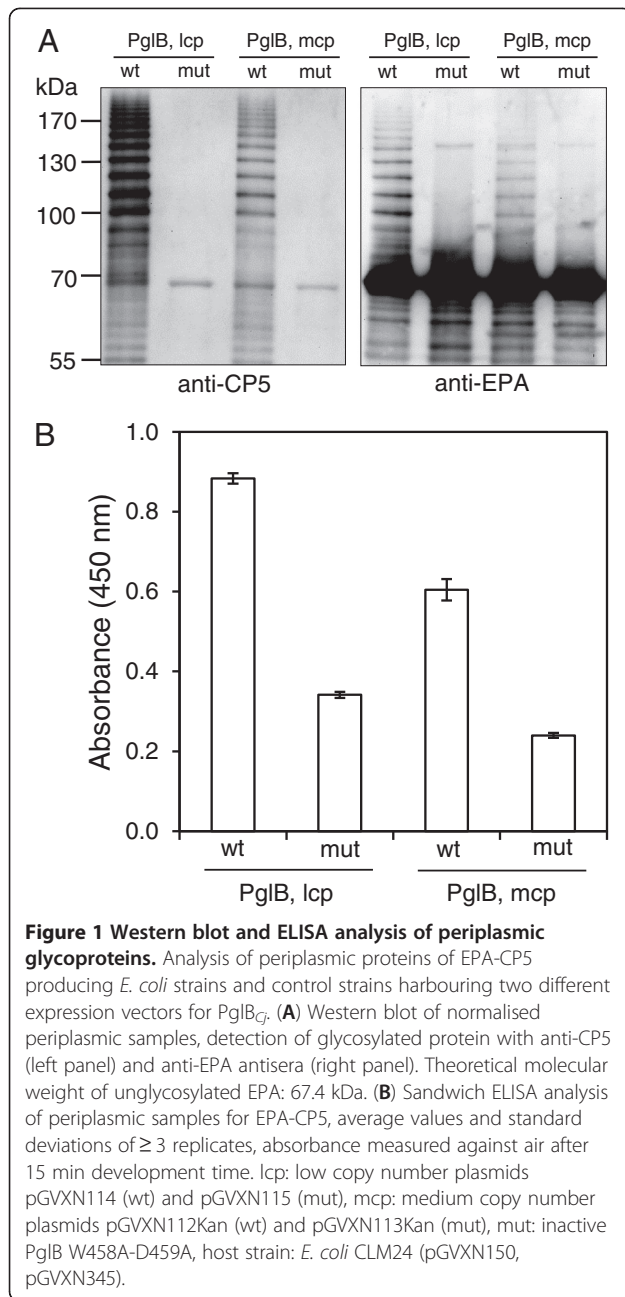 A
PglB, lcp PglB, mcp PglB, lcp PglB, mcp
wt mut wt mut wt mut wt mut
kDa
170
130
100
70
55
anti-CP5 anti-EPA
B
1.0
0.8
0.6
0.4
0.2
0.0
Absorbance (450 nm)
wt mut wt mut
PglB, lcp PglB, mcp
Figure 1 Western blot and ELISA analysis of periplasmic
glycoproteins. Analysis of periplasmic proteins of EPA-CP5
producing E. coli strains and control strains harbouring two different
expression vectors for PglBCj. (A) Western blot of normalised
periplasmic samples, detection of glycosylated protein with anti-CP5
(left panel) and anti-EPA antisera (right panel). Theoretical molecular
weight of unglycosylated EPA: 67.4 kDa. (B) Sandwich ELISA analysis
of periplasmic samples for EPA-CP5, average values and standard
deviations of ≥ 3 replicates, absorbance measured against air after
15 min development time. lcp: low copy number plasmids
pGVXN114 (wt) and pGVXN115 (mut), mcp: medium copy number
plasmids pGVXN112Kan (wt) and pGVXN113Kan (mut), mut: inactive
PglB W458A-D459A, host strain: E. coli CLM24 (pGVXN150,
pGVXN345).